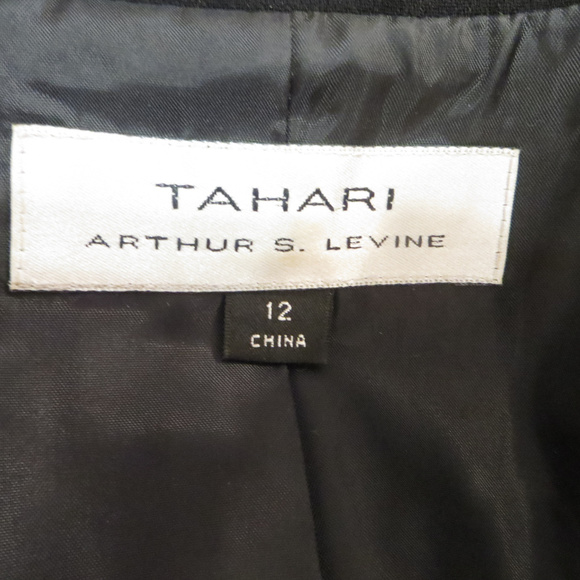 TAHARI
ARTHUR S. LEVINE
12
CHINA